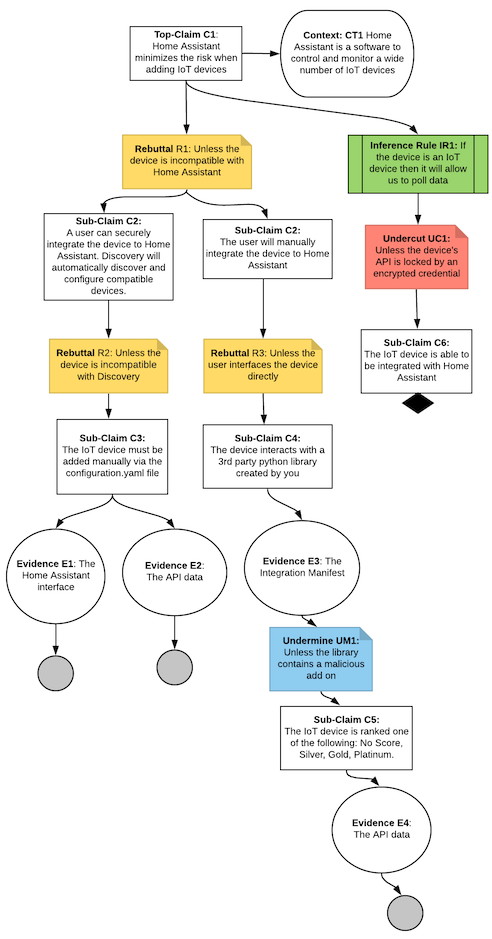 Top-Claim C1:
Home Assistant
minimizes the risk when
adding IoT devices
Context: CT1 Home
Assistant is a software to
control and monitor a wide
number of IoT devices
Rebuttal R1: Unless the
device is incompatible with
Home Assistant
Inference Rule IR1: If
the device is an IoT
device then it will allow
us to poll data
Sub-Claim C2:
A user can securely
integrate the device to Home
Assistant. Discovery will
automatically discover and
configure compatible
devices.
Sub-Claim C2:
The user will manually
integrate the device to Home
Assistant
Undercut UC1:
Unless the device's
API is locked by an
encrypted credential
Rebuttal R2: Unless the
device is incompatible
with Discovery
Rebuttal R3: Unless the
user interfaces the device
directly
Sub-Claim C6:
The IoT device is able to
be integrated with Home
Assistant
Sub-Claim C3:
The IoT device must be
added manually via the
configuration.yaml file
Sub-Claim C4:
The device interacts with a
3rd party python library
created by you
Evidence E1: The
Home Assistant
interface
Evidence E2:
The API data
Evidence E3: The
Integration Manifest
Undermine UM1:
Unless the library
contains a malicious
add on
Sub-Claim C5:
The IoT device is ranked one
of the following: No Score,
Silver, Gold, Platinum.
Evidence E4:
The API data